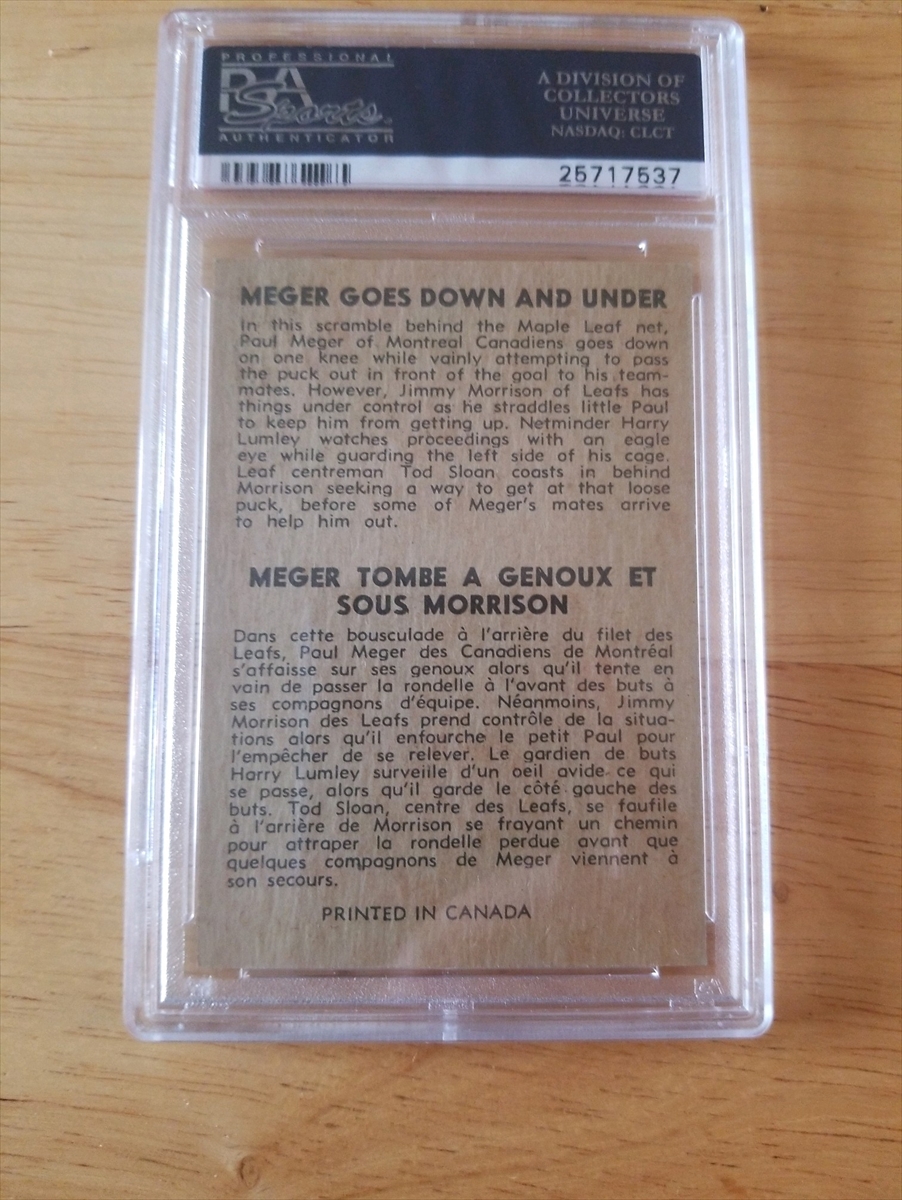 PROFESSIONAL
PSA
Sports
AUTHENTICATOR
A DIVISION OF
COLLECTORS
UNIVERSE
NASDAQ: CLCT
25717537
MEGER GOES DOWN AND UNDER
In this scramble behind the Maple Leaf net,
Paul Meger of Montreal Canadiens goes down
on one knee while vainly attempting to pass
the puck out in front of the goal to his team-
mates. However, Jimmy Morrison of Leafs has
things under control as he straddles little Paul
to keep him from getting up. Netminder Harry
Lumley watches proceedings with an eagle
eye while guarding the left side of his cage.
Leaf centreman Tod Sloan coasts in behind
Morrison seeking a way to get at that loose
puck, before some of Meger's mates arrive
to help him out.
MEGER TOMBE A GENOUX ET
SOUS MORRISON
Dans cette bousculade à l'arrière du filet des
Leafs, Paul Meger des Canadiens de Montréal
s'affaisse sur ses genoux alors qu'il tente en
vain de passer la rondelle à l'avant des buts à
ses compagnons d'équipe. Néanmoins, Jimmy
Morrison des Leafs prend contrôle de la situa-
tions alors qu'il enfourche le petit Paul pour
l'empêcher de se relever. Le gardien de buts
Harry Lumley surveille d'un oeil avide ce qui
se passe, alors qu'il garde le côté gauche des
buts. Tod Sloan, centre des Leafs, se faufile
à l'arrière de Morrison se frayant un chemin
pour attraper la rondelle perdue avant que
quelques compagnons de Meger viennent à
son secours.
PRINTED IN CANADA